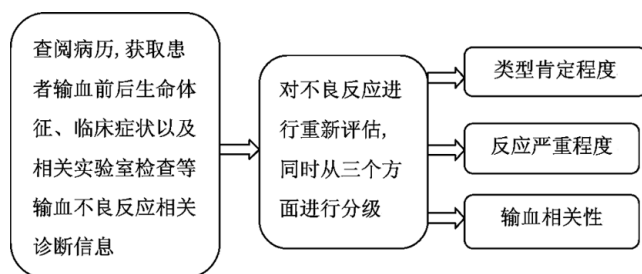 查阅病历,获取患
者输血前后生命体
征、临床症状以及
相关实验室检查等
输血不良反应相关
诊断信息
对不良反应进
行重新评估,
同时从三个方
面进行分级
类型肯定程度
反应严重程度
输血相关性